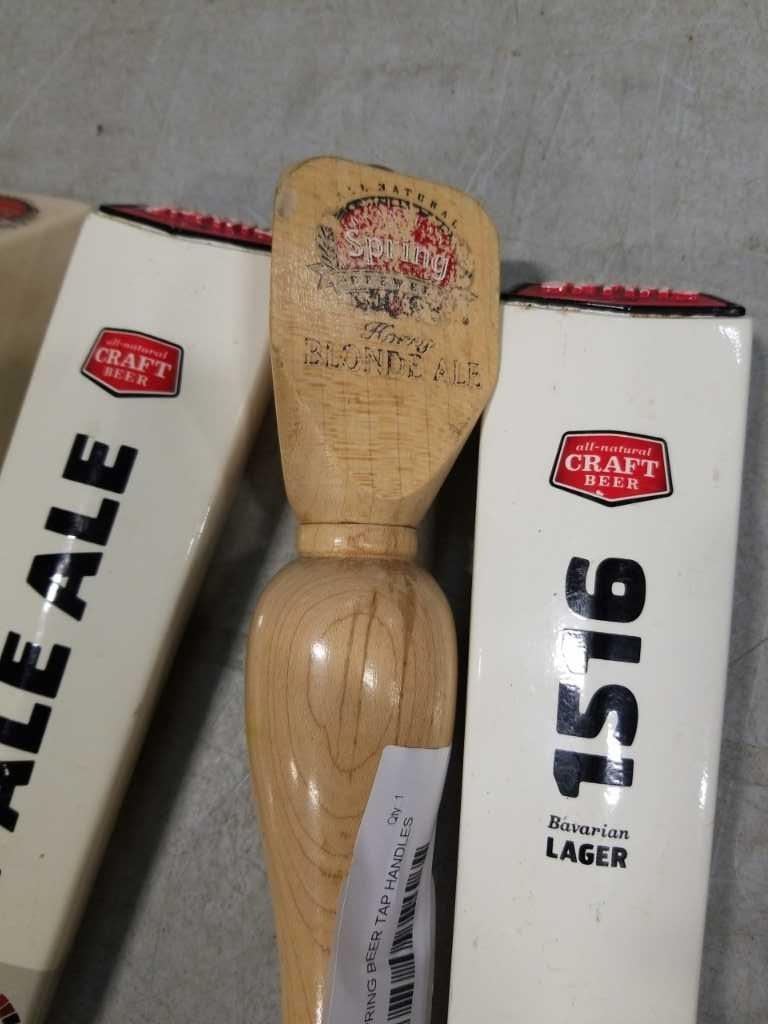 all-natural
CRAFT
BEER
ALE ALE
NATURAL
Spring
BLONDE ALE
Qty: 1
RING BEER TAP HANDLES
all-natural
CRAFT
BEER
1516
Bavarian
LAGER